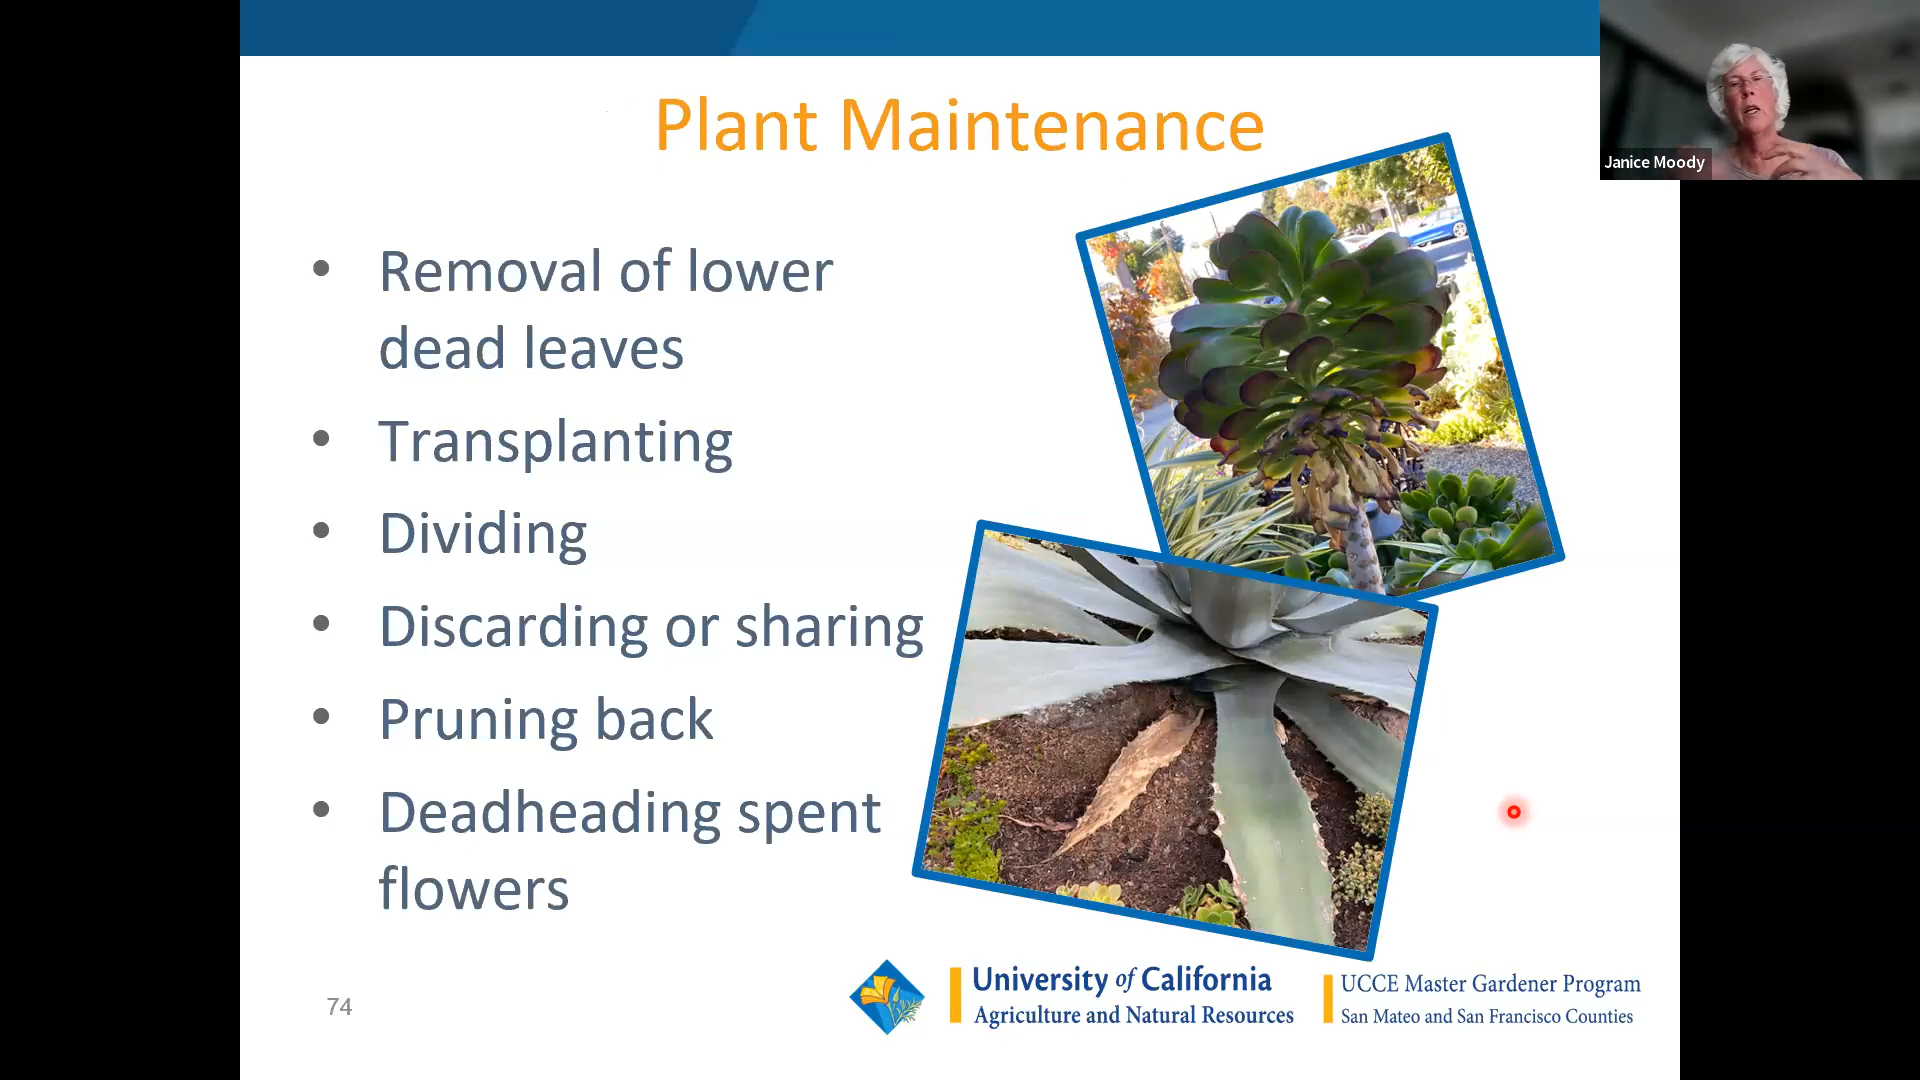 Plant Maintenance
Janice Moody
• Removal of lower
dead leaves
• Transplanting
• Dividing
• Discarding or sharing
• Pruning back
• Deadheading spent
flowers
74
University of California
Agriculture and Natural Resources
UCCE Master Gardener Program
San Mateo and San Francisco Counties